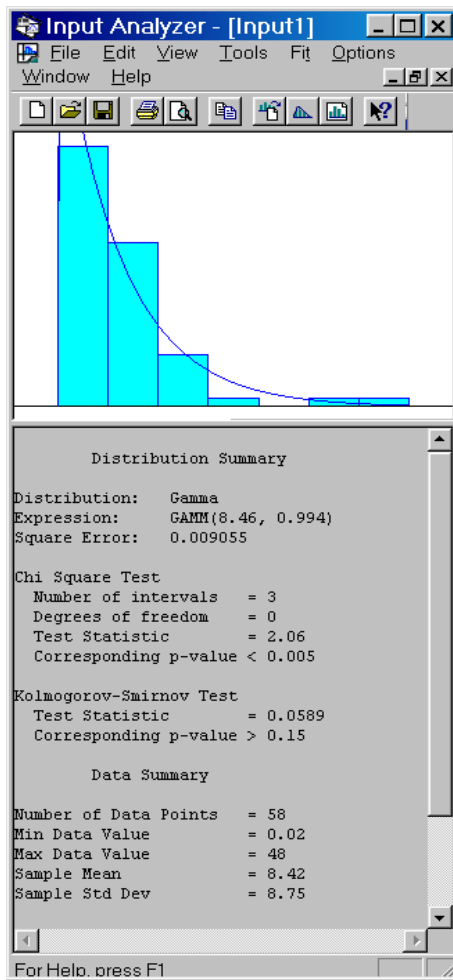 Input Analyzer - [Input1]
File Edit View Tools Fit Options
Window Help
Distribution Summary
Distribution: Gamma
Expression: GAMM(8.46, 0.994)
Square Error: 0.009055
Chi Square Test
Number of intervals = 3
Degrees of freedom = 0
Test Statistic = 2.06
Corresponding p-value < 0.005
Kolmogorov-Smirnov Test
Test Statistic = 0.0589
Corresponding p-value > 0.15
Data Summary
Number of Data Points = 58
Min Data Value = 0.02
Max Data Value = 48
Sample Mean = 8.42
Sample Std Dev = 8.75
For Help, press F1